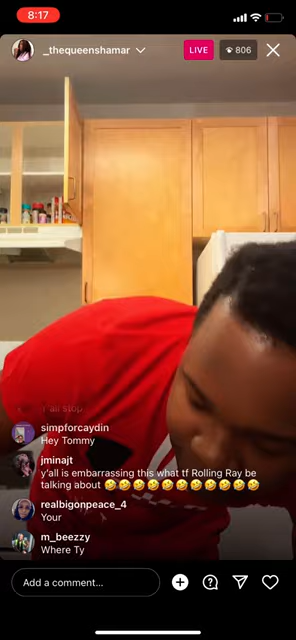 8:17
_thequeenshamar
LIVE
806
Y'all stop
simpforcaydin
Hey Tommy
jminajt
y'all is embarrassing this what tf Rolling Ray be
talking about 🤣🤣🤣🤣🤣🤣🤣🤣🤣🤣🤣
realbigonpeace_4
Your
m_beezzy
Where Ty
Add a comment...